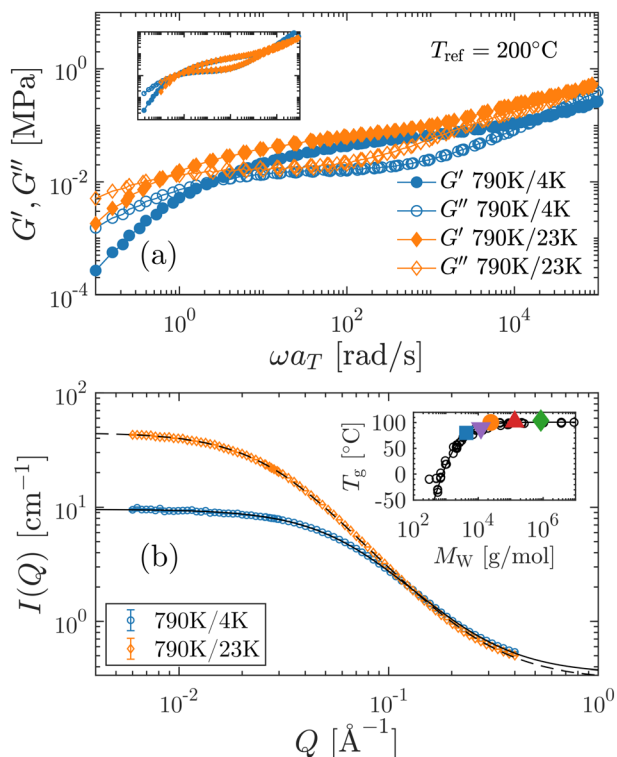 (a)
T_ref = 200°C
10^0
10^-2
10^-4
G', G'' [MPa]
G' 790K/4K
G'' 790K/4K
G' 790K/23K
G'' 790K/23K
10^0 10^2 10^4
ωa_T [rad/s]
(b)
10^2
10^1
10^0
I(Q) [cm^-1]
100
50
0
-50
T_g [°C]
10^2 10^4 10^6
M_W [g/mol]
790K/4K
790K/23K
10^-2 10^-1 10^0
Q [Å^-1]